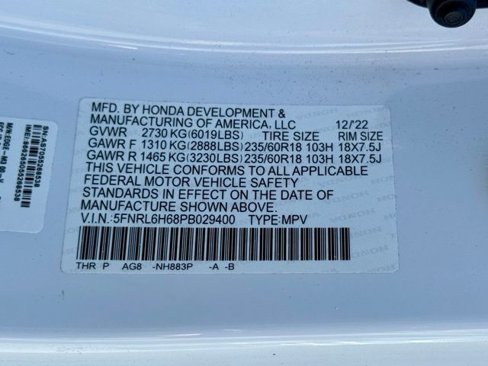 MFD. BY HONDA DEVELOPMENT &
MANUFACTURING OF AMERICA, LLC 12/'22
GVWR 2730 KG(6019LBS) TIRE SIZE RIM SIZE
GAWR F 1310 KG(2888LBS) 235/60R18 103H 18X7.5J
GAWR R 1465 KG(3230LBS) 235/60R18 103H 18X7.5J
THIS VEHICLE CONFORMS TO ALL APPLICABLE
FEDERAL MOTOR VEHICLE SAFETY
STANDARDS IN EFFECT ON THE DATE OF
MANUFACTURE SHOWN ABOVE.
V.I.N.: 5FNRL6H68PB029400 TYPE: MPV
THR P AG8 -NH883P -A -B
HONDA